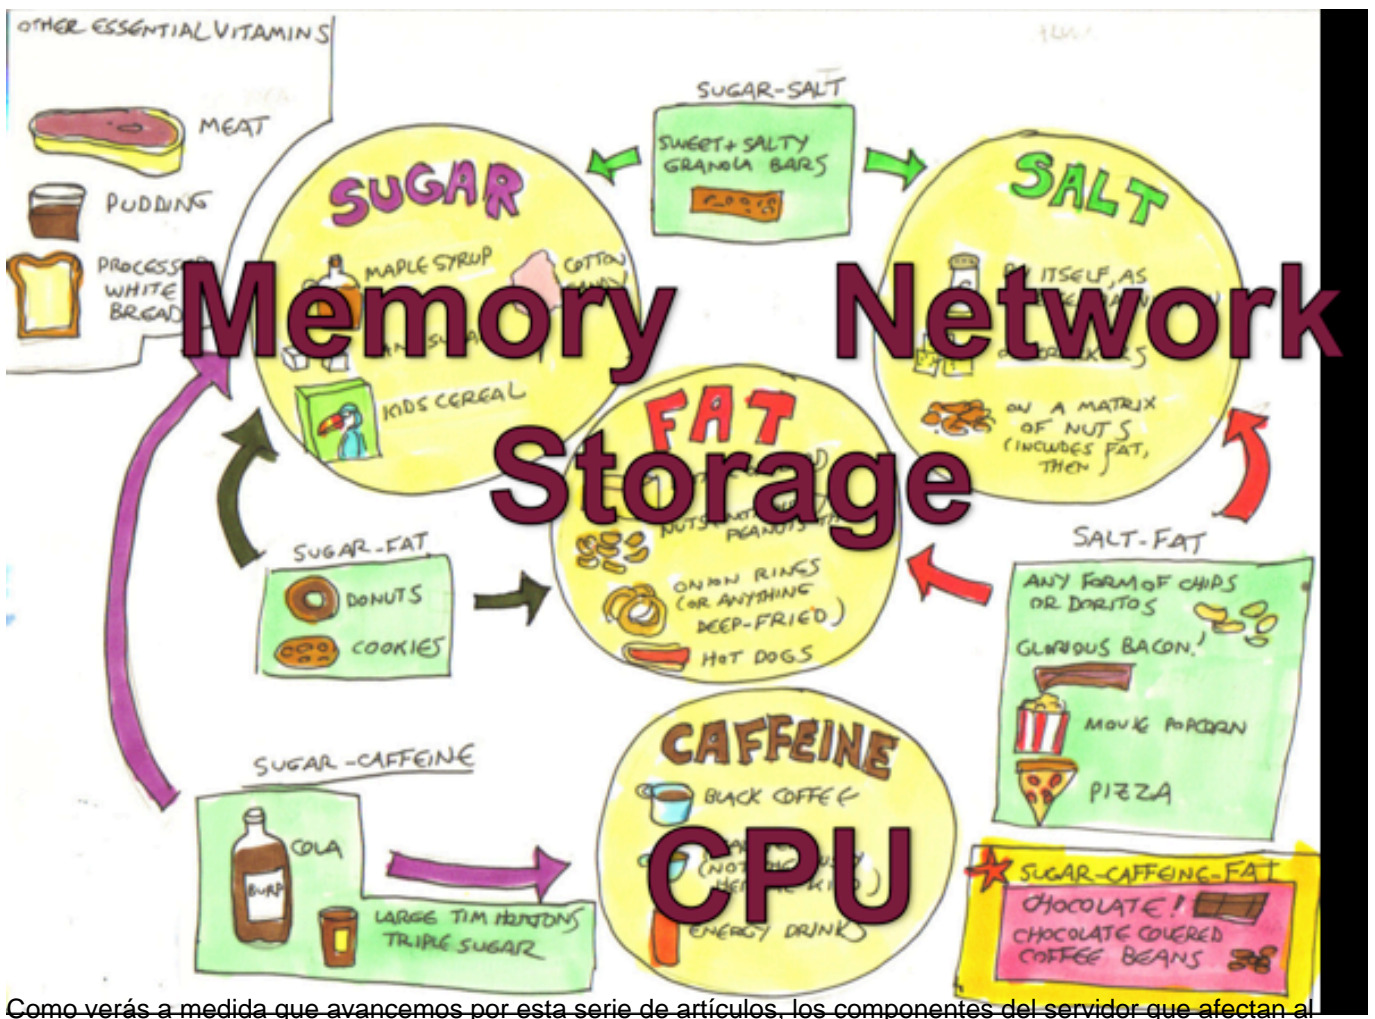 OTHER ESSENTIAL VITAMINS
MEAT
PUDDING
WHITE
BREAD
SUGAR-SALT
SWEET + SALTY
GRANOLA BARS
SUGAR
MAPLE SYRUP
COTTON
KIDS CEREAL
Memory
SALT
BY ITSELF, AS
ON A MATRIX
OF NUTS
(INCLUDES FAT,
THEN)
Network
FAT
PEANUTS
ONION RINGS
(OR ANYTHING
DEEP-FRIED)
HOT DOGS
Storage
SUGAR-FAT
DONUTS
COOKIES
SALT-FAT
ANY FORM OF CHIPS
OR DORITOS
GLORIOUS BACON!
MOVIE POPCORN
PIZZA
SUGAR-CAFFEINE
COLA
BURP
LARGE TIM HORTONS
TRIPLE SUGAR
CAFFEINE
BLACK COFFEE
ENERGY DRINKS
CPU
SUGAR-CAFFEINE-FAT
CHOCOLATE!
CHOCOLATE COVERED
COFFEE BEANS
Como verás a medida que avancemos por esta serie de artículos, los componentes del servidor que afectan al